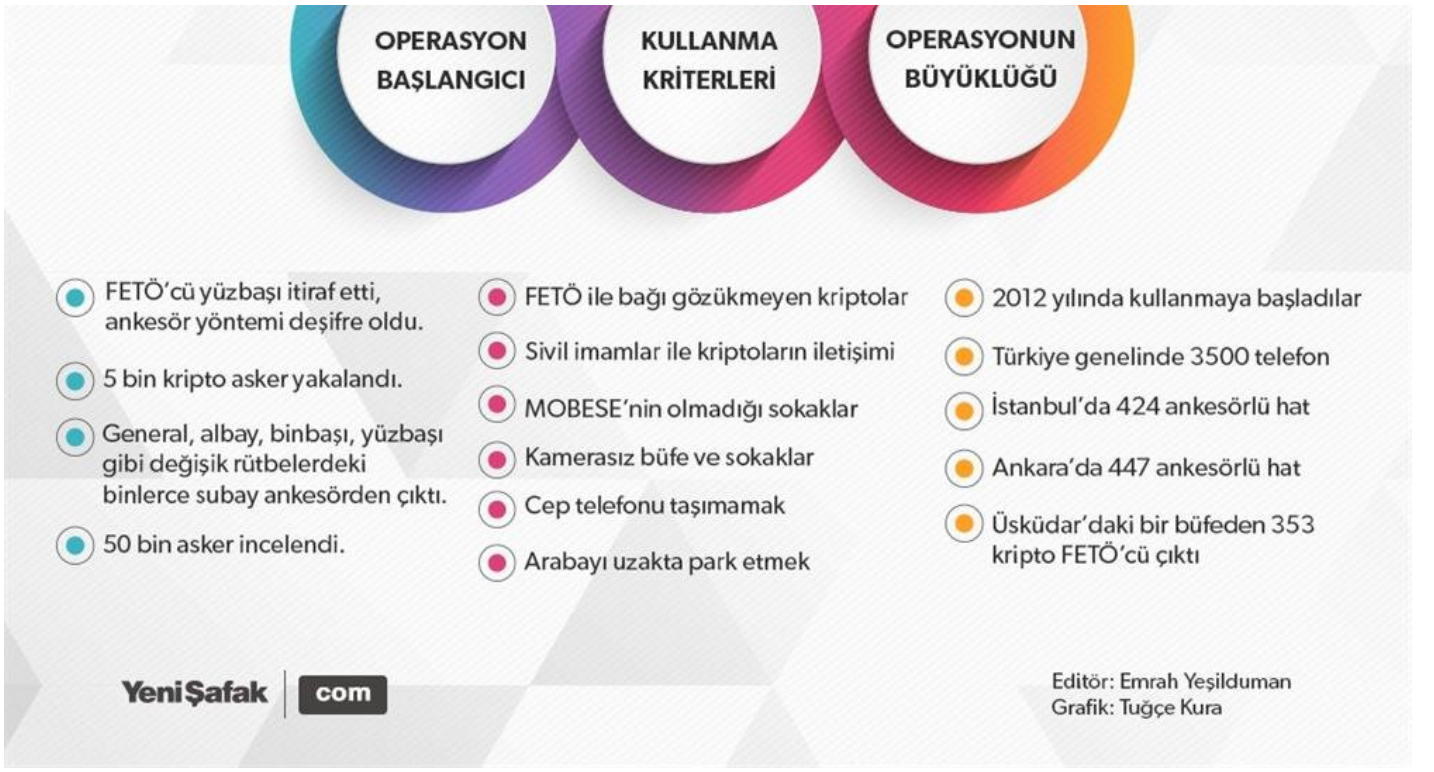 OPERASYON
BAŞLANGICI
KULLANMA
KRİTERLERİ
OPERASYONUN
BÜYÜKLÜĞÜ
FETÖ'cü yüzbaşı itiraf etti,
ankesör yöntemi deşifre oldu.
5 bin kripto asker yakalandı.
General, albay, binbaşı, yüzbaşı
gibi değişik rütbelerdeki
binlerce subay ankesörden çıktı.
50 bin asker incelendi.
FETÖ ile bağı gözükmeyen kriptolar
Sivil imamlar ile kriptoların iletişimi
MOBESE'nin olmadığı sokaklar
Kamerasız büfe ve sokaklar
Cep telefonu taşımamak
Arabayı uzakta park etmek
2012 yılında kullanmaya başladılar
Türkiye genelinde 3500 telefon
İstanbul'da 424 ankesörlü hat
Ankara'da 447 ankesörlü hat
Üsküdar'daki bir büfeden 353
kripto FETÖ'cü çıktı
YeniŞafak com
Editör: Emrah Yeşilduman
Grafik: Tuğçe Kura